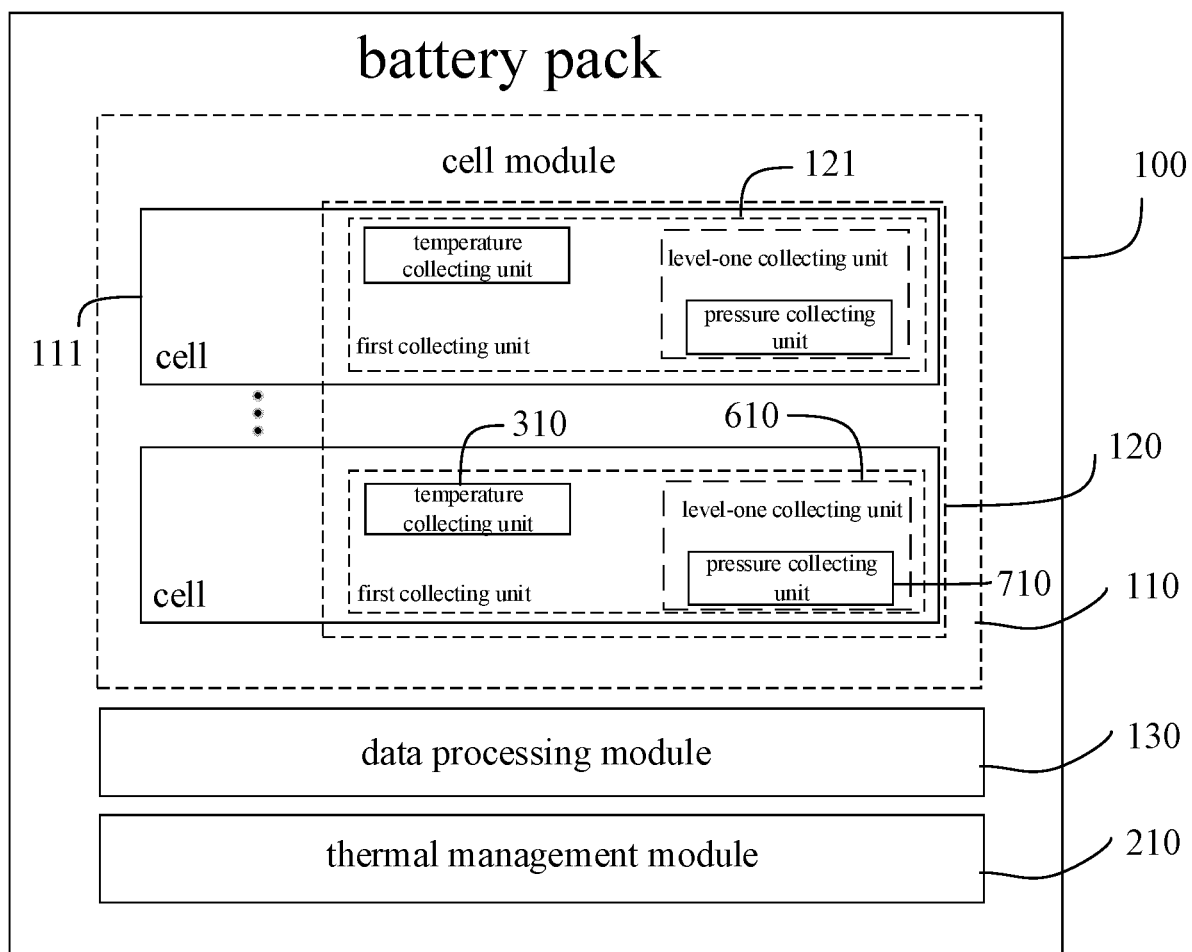 battery pack
cell module
121
100
temperature
collecting unit
level-one collecting unit
pressure collecting
unit
first collecting unit
111
cell
310
610
120
temperature
collecting unit
level-one collecting unit
pressure collecting
unit
710
first collecting unit
cell
110
data processing module
130
thermal management module
210